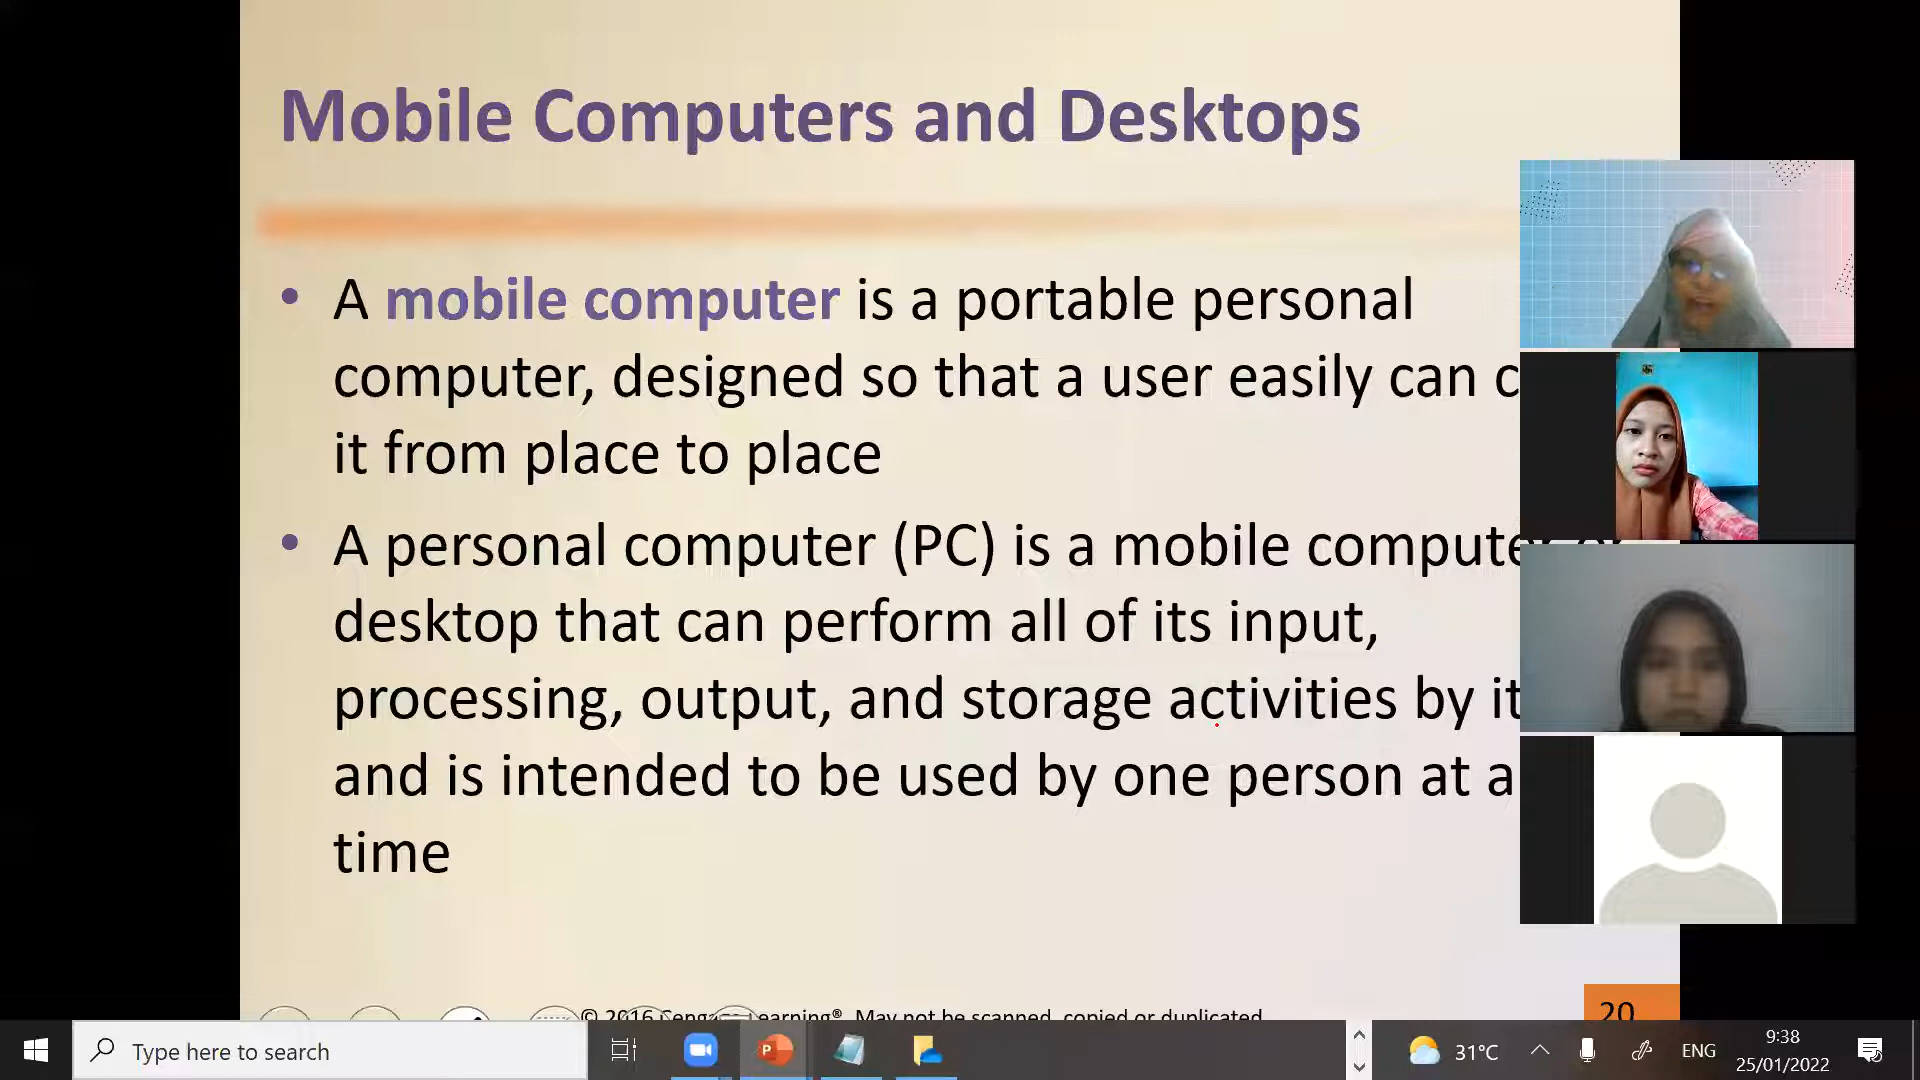 Mobile Computers and Desktops
• A mobile computer is a portable personal
computer, designed so that a user easily can c
it from place to place
• A personal computer (PC) is a mobile computer
desktop that can perform all of its input,
processing, output, and storage activities by it
and is intended to be used by one person at a
time
© 2016 Cengage Learning®. May not be scanned, copied or duplicated
20
Type here to search
31°C
ENG
9:38
25/01/2022